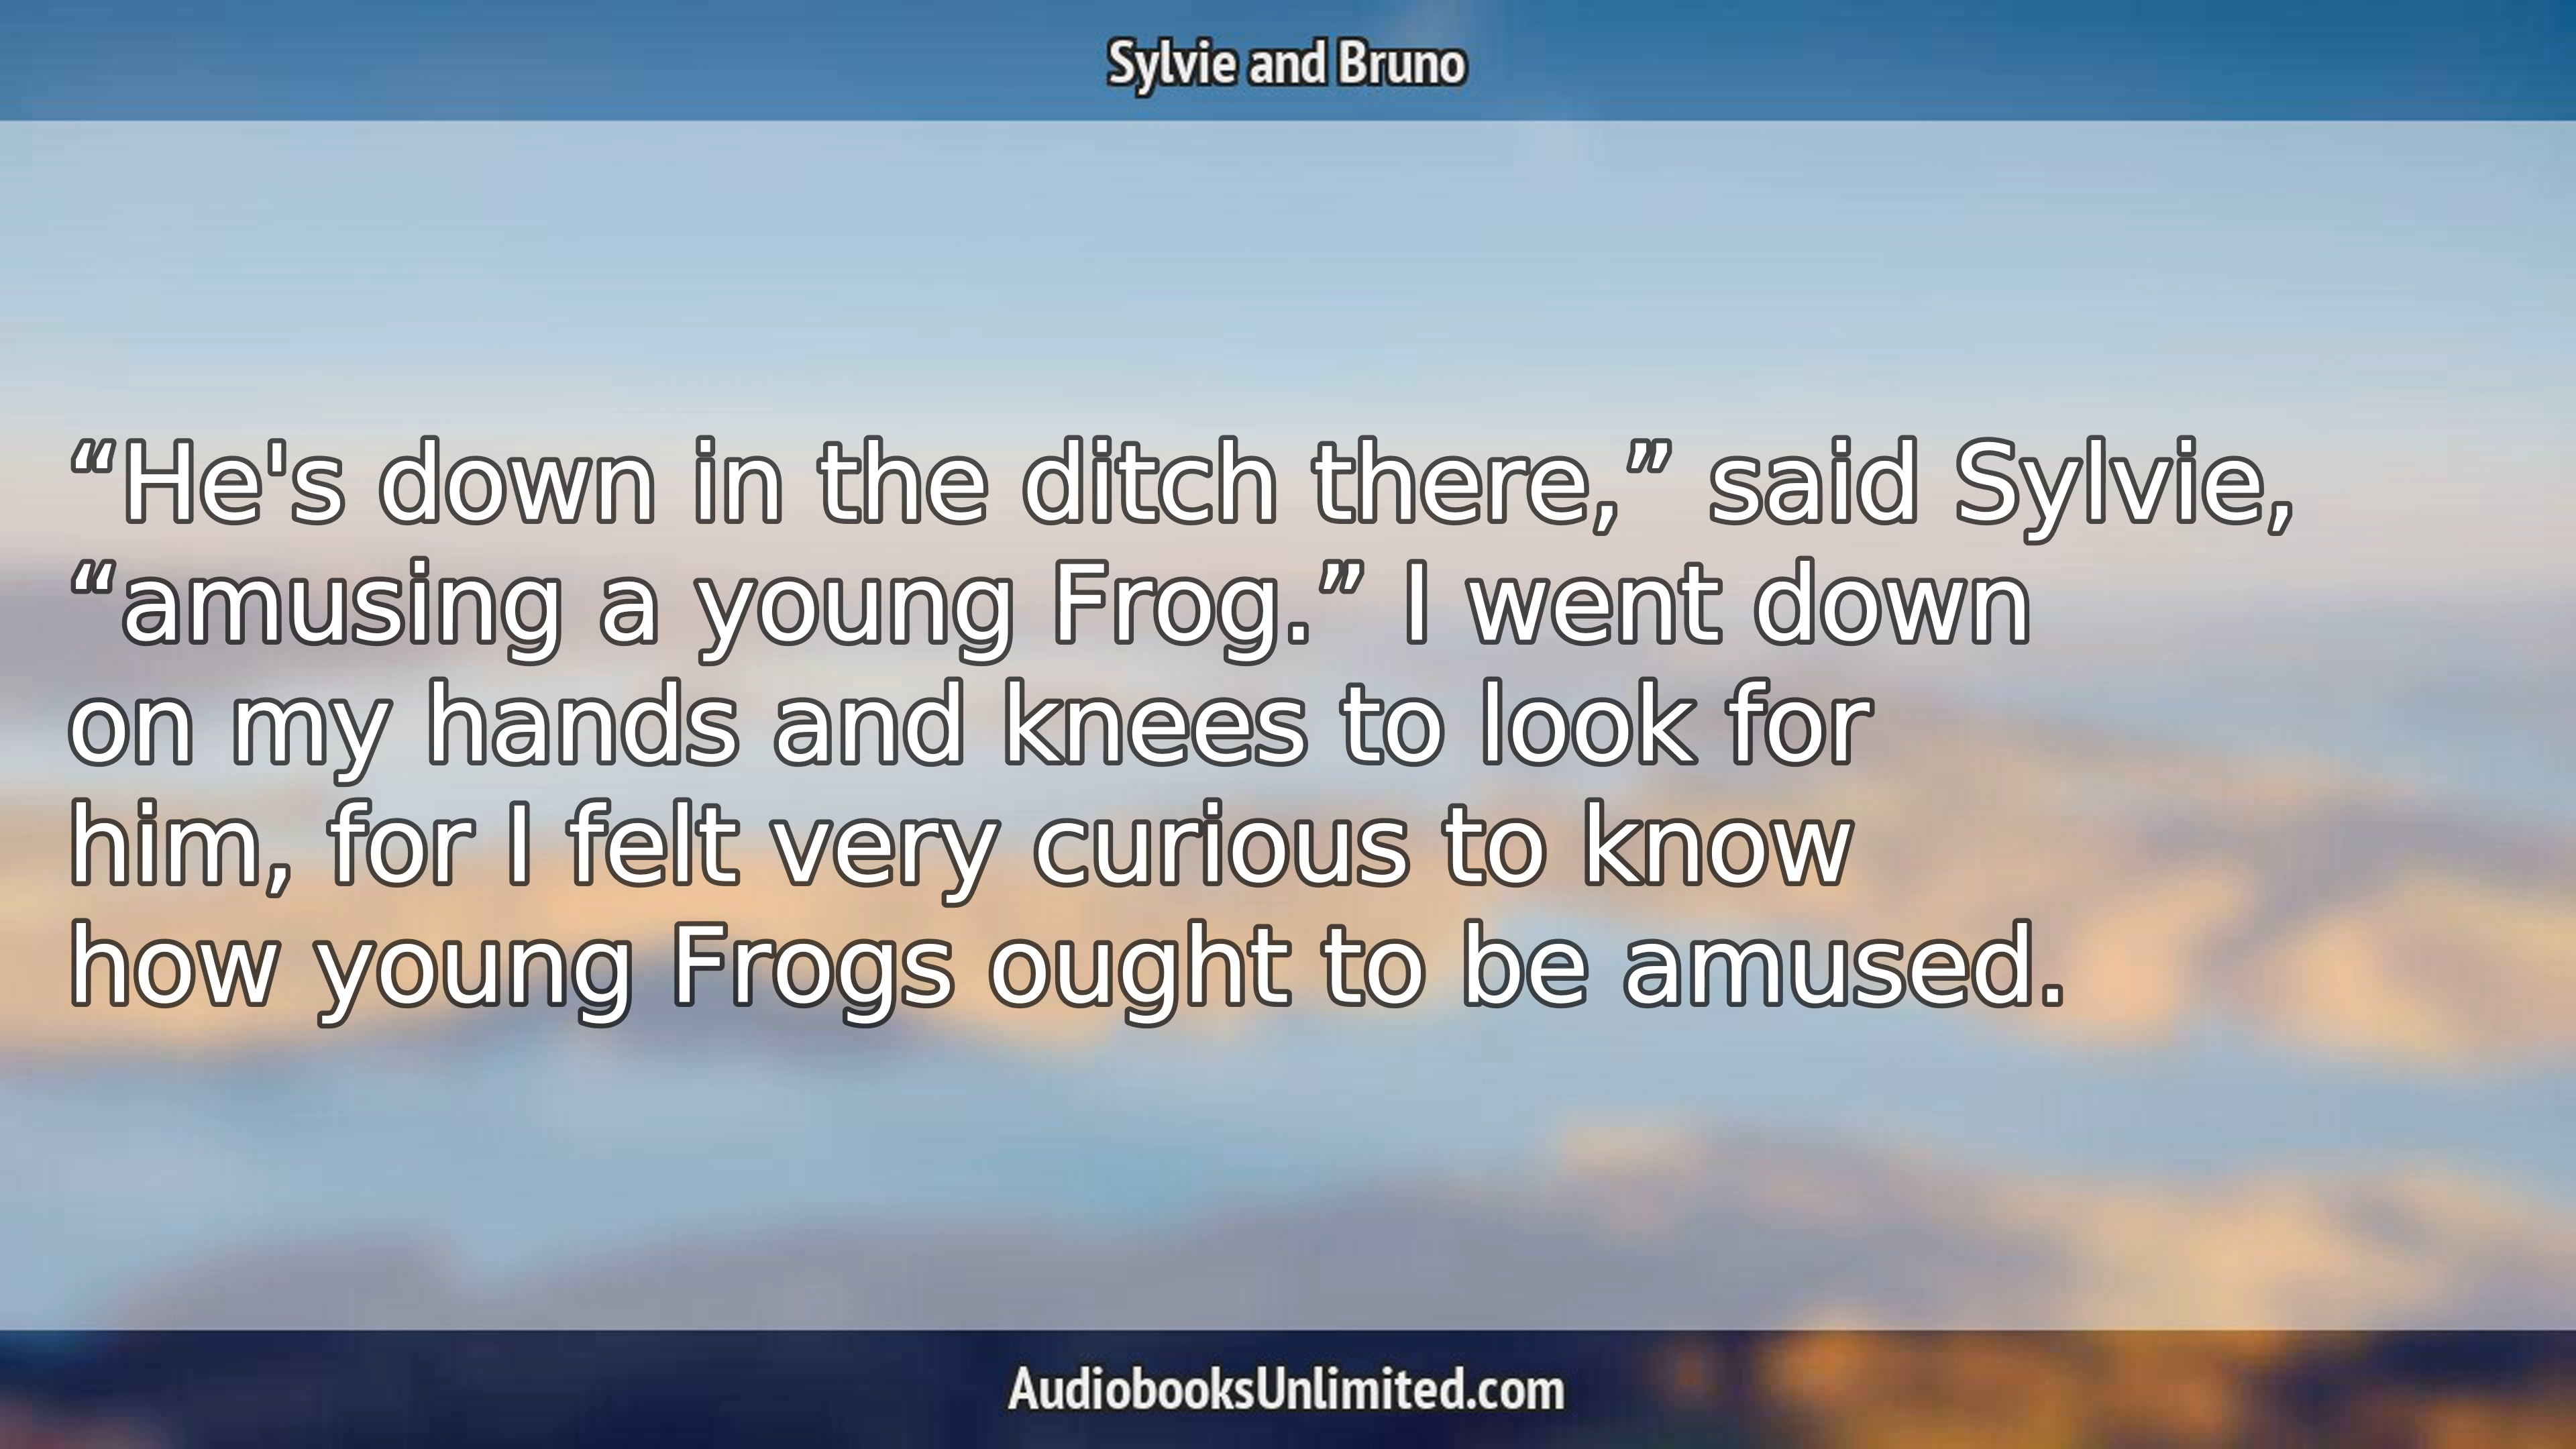 Sylvie and Bruno
“He's down in the ditch there,” said Sylvie,
“amusing a young Frog.” I went down
on my hands and knees to look for
him, for I felt very curious to know
how young Frogs ought to be amused.
AudiobooksUnlimited.com